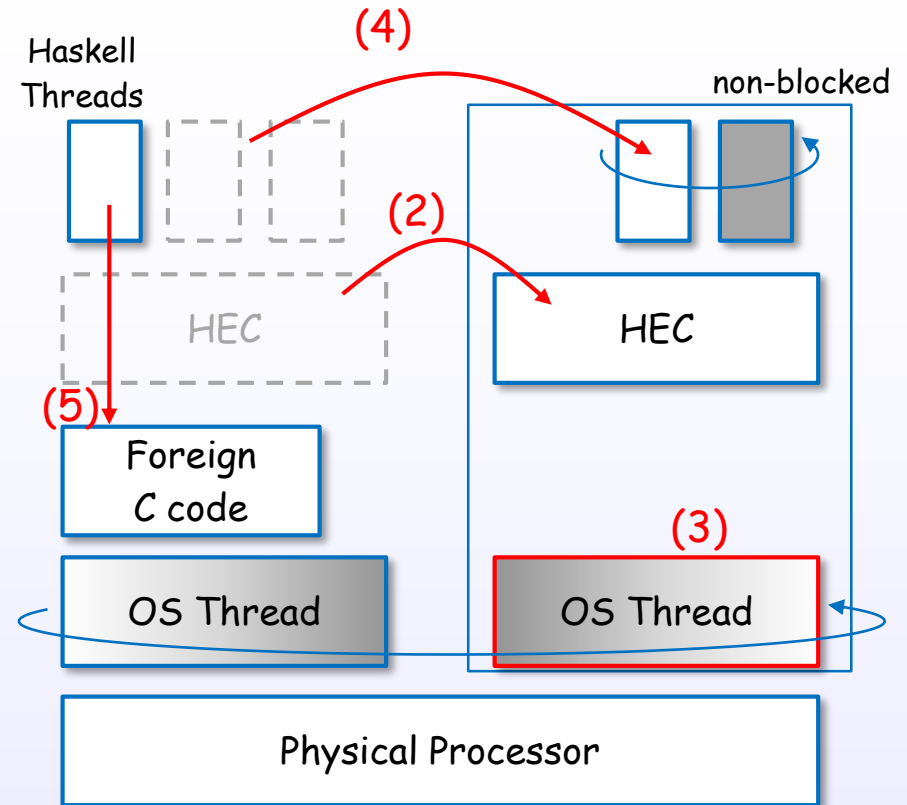 (4)
Haskell
Threads
non-blocked
(2)
HEC
HEC
(5)
Foreign
C code
(3)
OS Thread
OS Thread
Physical Processor